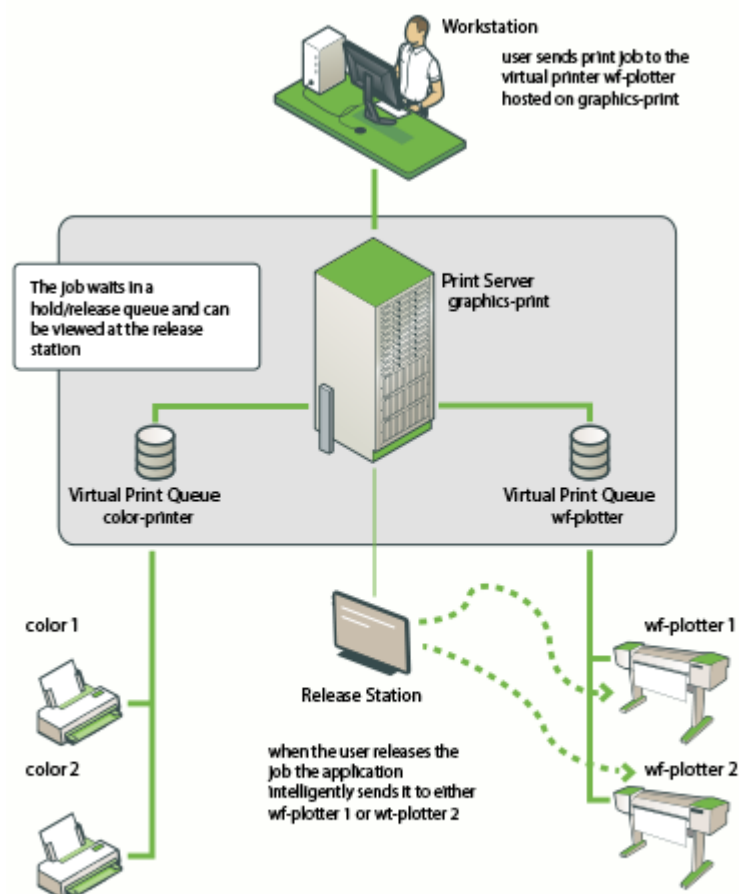 Workstation
user sends print job to the
virtual printer wf-plotter
hosted on graphics-print
The job waits in a
hold/release queue and can
be viewed at the release
station
Print Server
graphics-print
Virtual Print Queue
color-printer
Virtual Print Queue
wf-plotter
color 1
color 2
Release Station
when the user releases the
job the application
intelligently sends it to either
wf-plotter 1 or wt-plotter 2
wf-plotter 1
wf-plotter 2